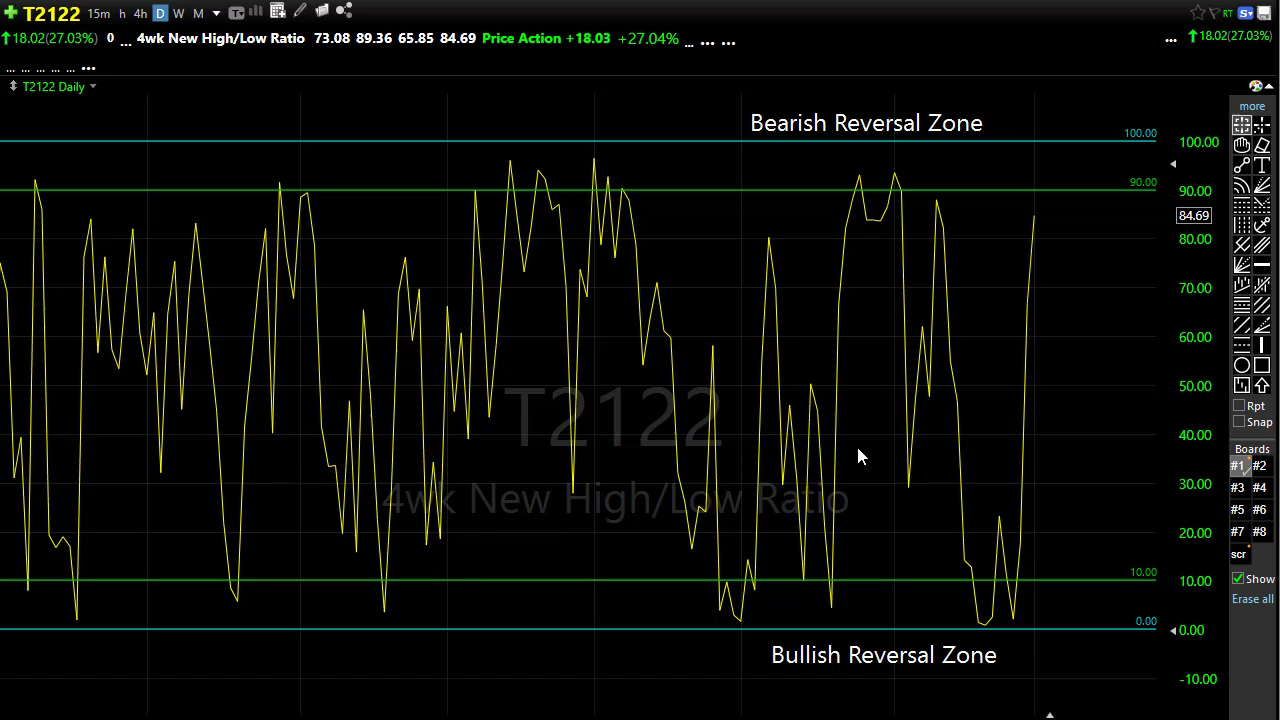 T2122 15m h 4h D W M T RT S
18.02(27.03%) 0 ... 4wk New High/Low Ratio 73.08 89.36 65.85 84.69 Price Action +18.03 +27.04% ... ... ... ... 18.02(27.03%)
... ... ... ... ... ...
T2122 Daily
more
Bearish Reversal Zone
100.00 100.00
90.00 90.00
84.69
80.00
70.00
60.00
50.00
T2122
40.00
4wk New High/Low Ratio
30.00
20.00
10.00 10.00
0.00 0.00
Bullish Reversal Zone
-10.00
T
Rpt
Snap
Boards
#1 #2
#3 #4
#5 #6
#7 #8
scr
Show
Erase all